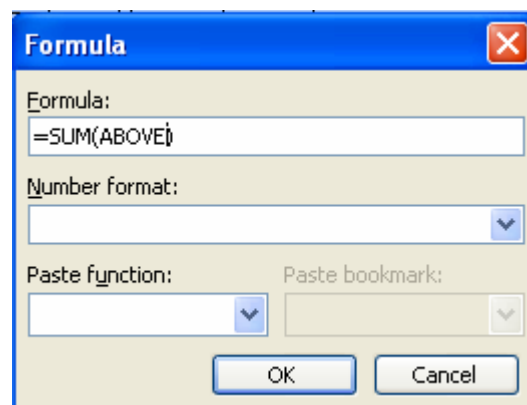 Formula
Formula:
=SUM(ABOVE)
Number format:
Paste function: Paste bookmark:
OK Cancel